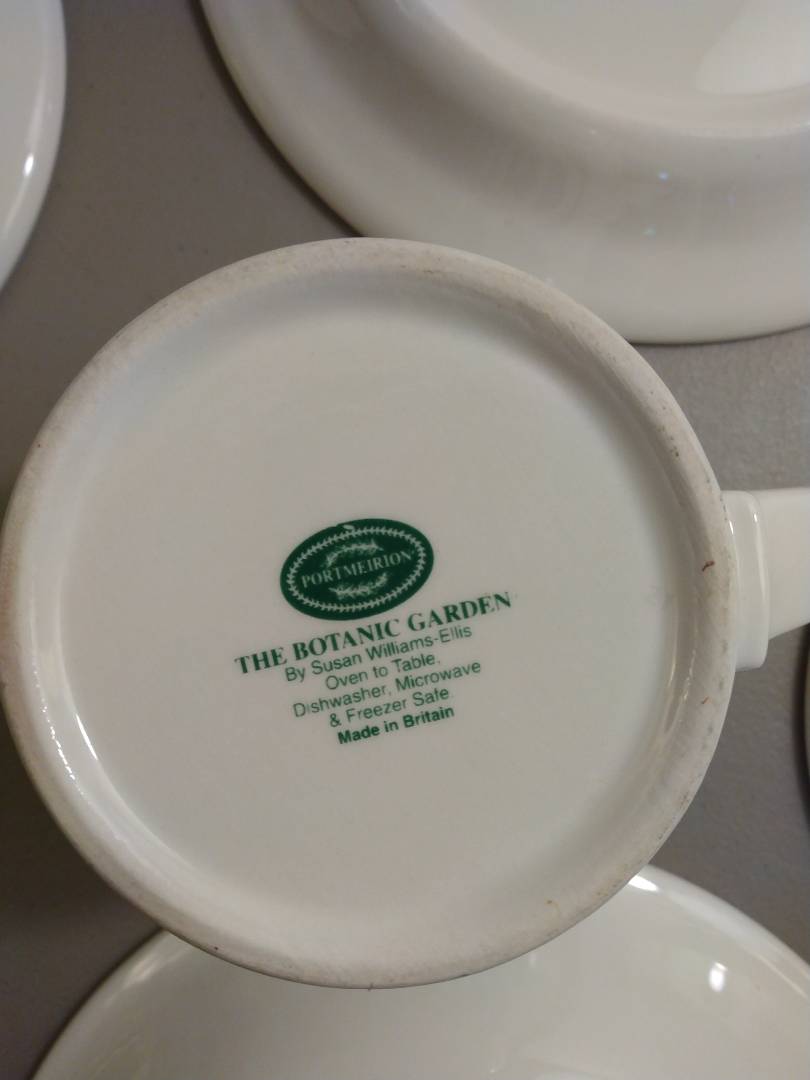 PORTMEIRION
THE BOTANIC GARDEN
By Susan Williams-Ellis
Oven to Table,
Dishwasher, Microwave
& Freezer Safe.
Made in Britain